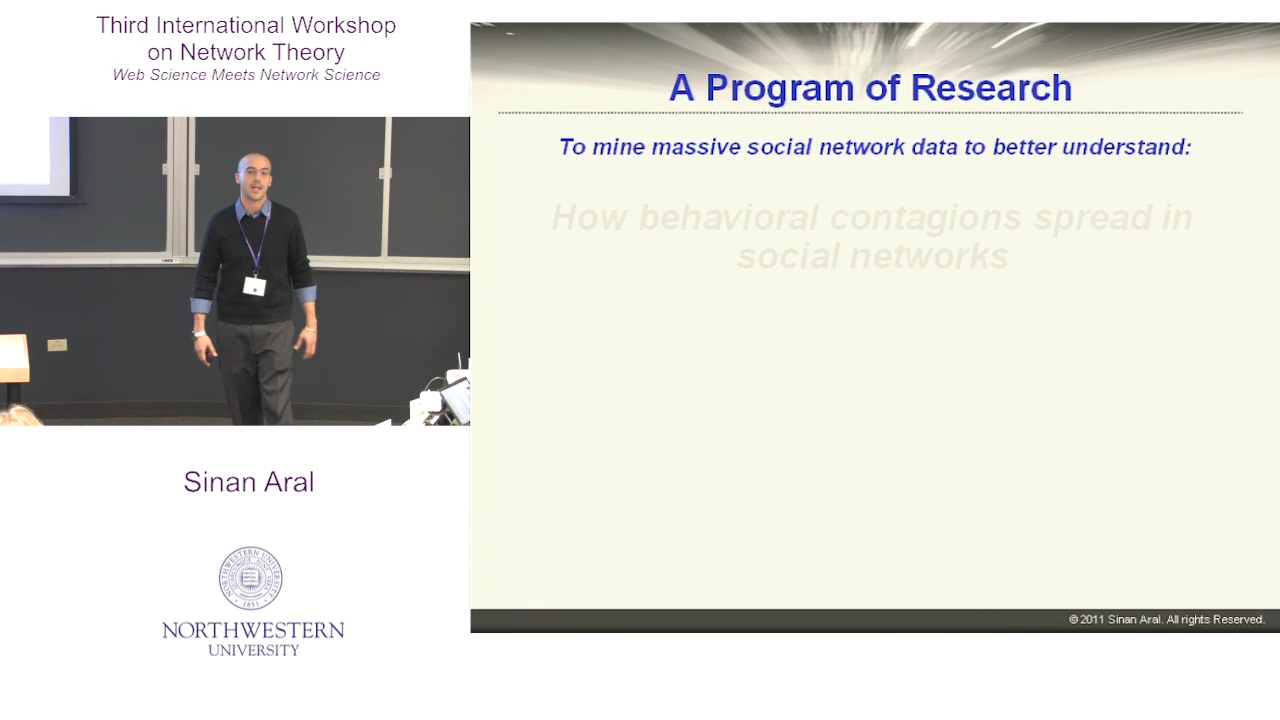 Third International Workshop
on Network Theory
Web Science Meets Network Science
Sinan Aral
1851
NORTHWESTERN
UNIVERSITY
A Program of Research
To mine massive social network data to better understand:
How behavioral contagions spread in
social networks
© 2011 Sinan Aral. All rights Reserved.